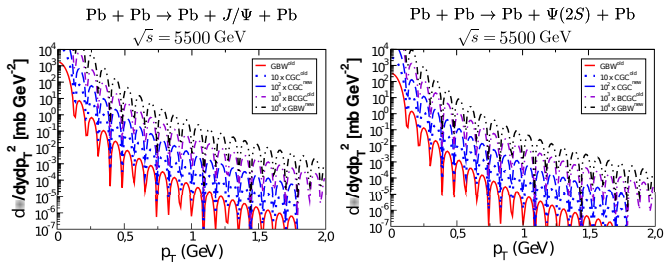 Pb + Pb → Pb + J/Ψ + Pb
√s = 5500 GeV
GBW^old
10 x CGC^old
10^2 x CGC^new
10^3 x BCGC^old
10^4 x GBW^new
10^4
10^3
10^2
10^1
10^0
10^-1
10^-2
10^-3
10^-4
10^-5
10^-6
10^-7
/dydp_T^2 [mb GeV^-2]
0 0,5 1,0 1,5 2,0
p_T (GeV)
Pb + Pb → Pb + Ψ(2S) + Pb
√s = 5500 GeV
GBW^old
10 x CGC^old
10^2 x CGC^new
10^3 x BCGC^old
10^4 x GBW^new
10^4
10^3
10^2
10^1
10^0
10^-1
10^-2
10^-3
10^-4
10^-5
10^-6
10^-7
/dydp_T^2 [mb GeV^-2]
0 0,5 1,0 1,5 2,0
p_T (GeV)